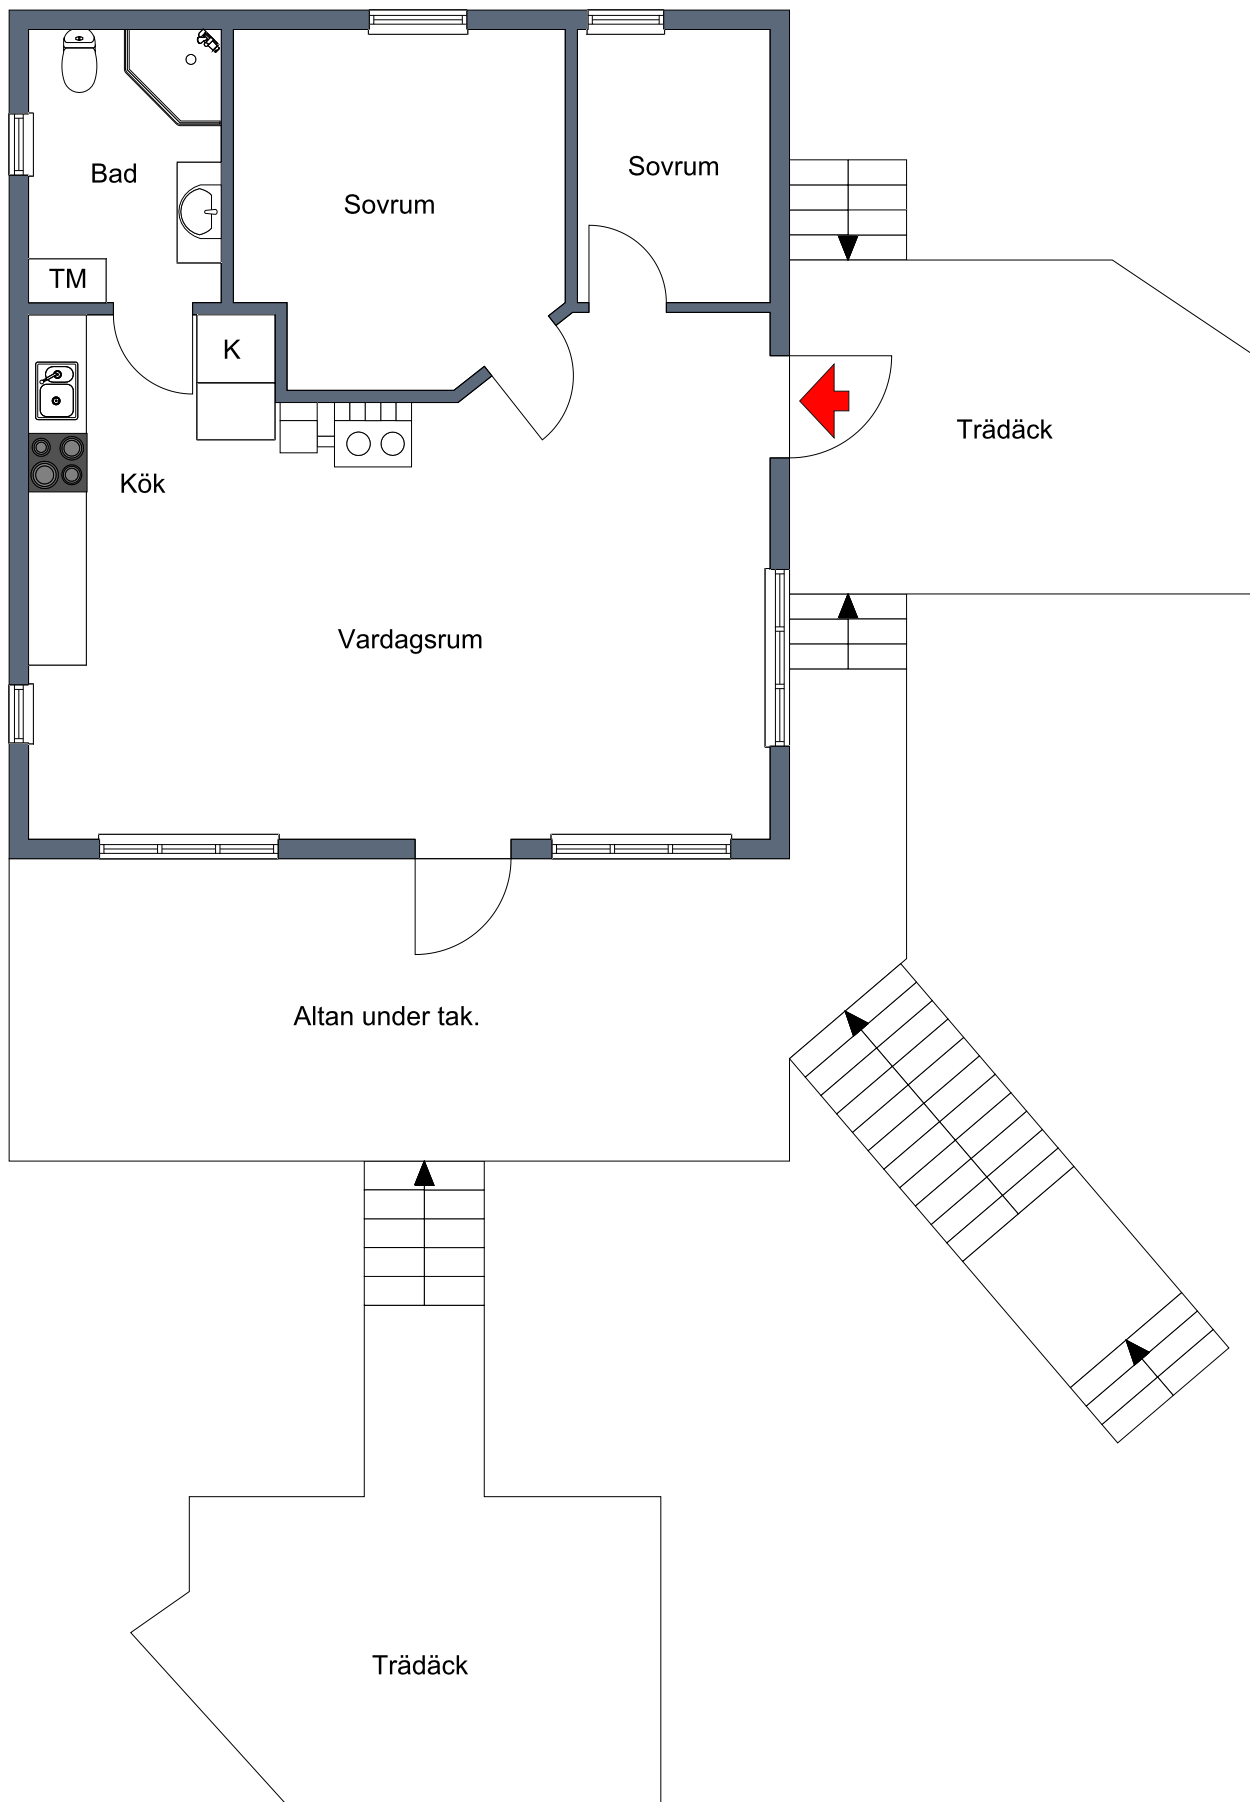 Bad
Sovrum
Sovrum
TM
K
Kök
Trädäck
Vardagsrum
Altan under tak.
Trädäck